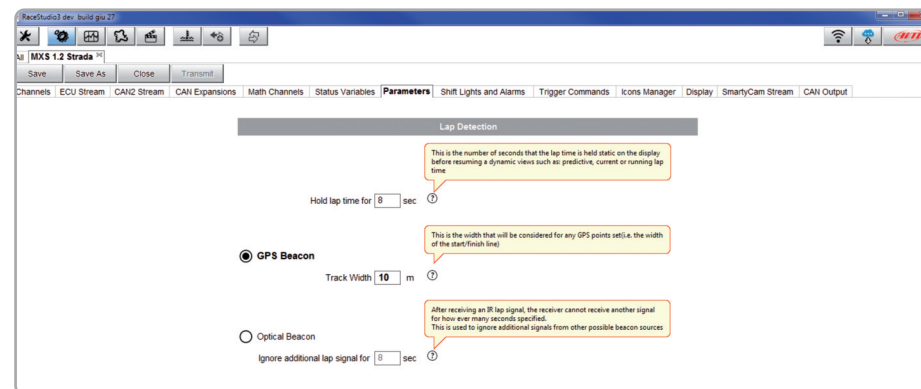 RaceStudio3 dev build giu 27
All MXS 1.2 Strada
Save Save As Close Transmit
Channels ECU Stream CAN2 Stream CAN Expansions Math Channels Status Variables Parameters Shift Lights and Alarms Trigger Commands Icons Manager Display SmartyCam Stream CAN Output
Lap Detection
This is the number of seconds that the lap time is held static on the display
before resuming a dynamic views such as: predictive, current or running lap
time
Hold lap time for 8 sec ?
This is the width that will be considered for any GPS points set(i.e. the width
of the start/finish line)
GPS Beacon
Track Width 10 m ?
After receiving an IR lap signal, the receiver cannot receive another signal
for how ever many seconds specified.
This is used to ignore additional signals from other possible beacon sources
Optical Beacon
Ignore additional lap signal for 8 sec ?